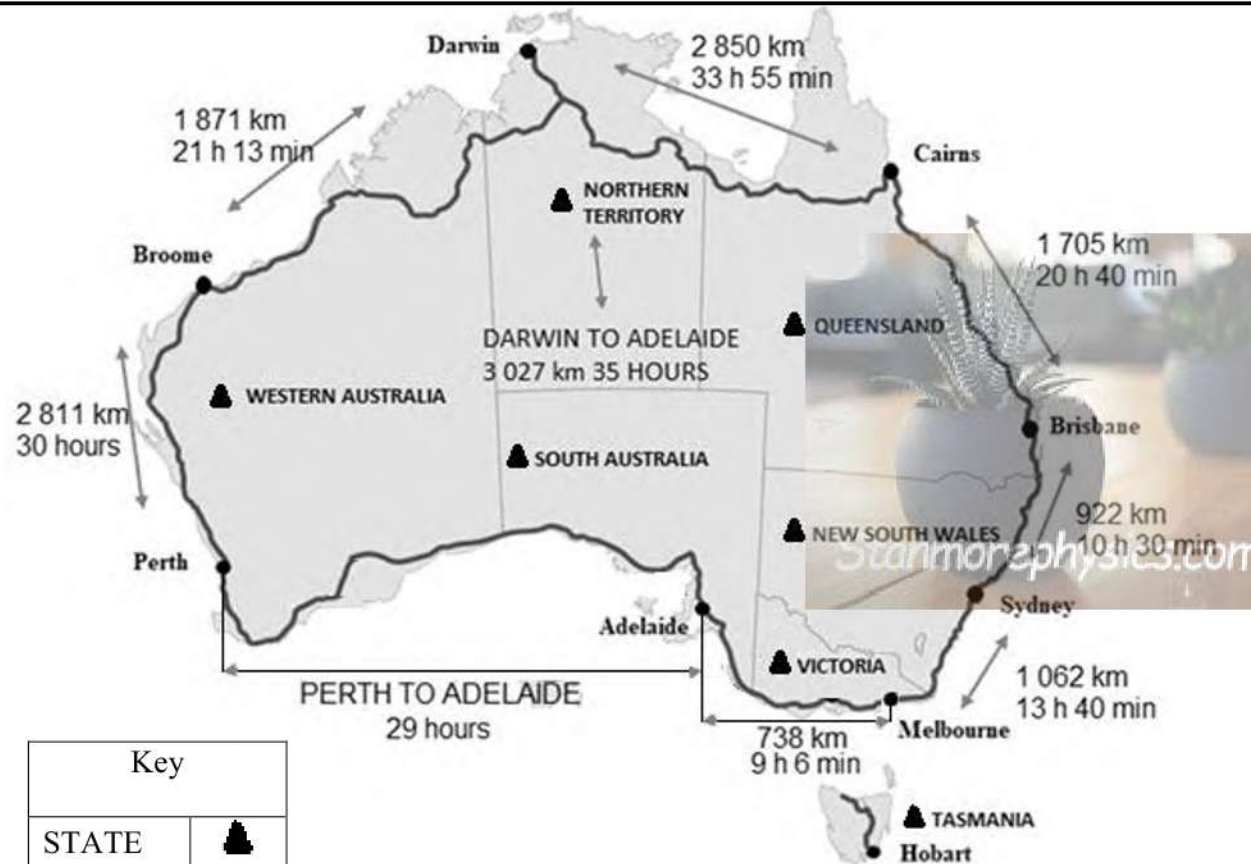 Darwin
2 850 km
33 h 55 min
1 871 km
21 h 13 min
Cairns
NORTHERN
TERRITORY
1 705 km
20 h 40 min
Broome
DARWIN TO ADELAIDE
3 027 km 35 HOURS
QUEENSLAND
WESTERN AUSTRALIA
2 811 km
30 hours
Brisbane
SOUTH AUSTRALIA
922 km
10 h 30 min
NEW SOUTH WALES
Stanmorephysics.com
Perth
Sydney
Adelaide
VICTORIA
PERTH TO ADELAIDE
29 hours
1 062 km
13 h 40 min
738 km
9 h 6 min
Melbourne
Key
STATE
TASMANIA
Hobart